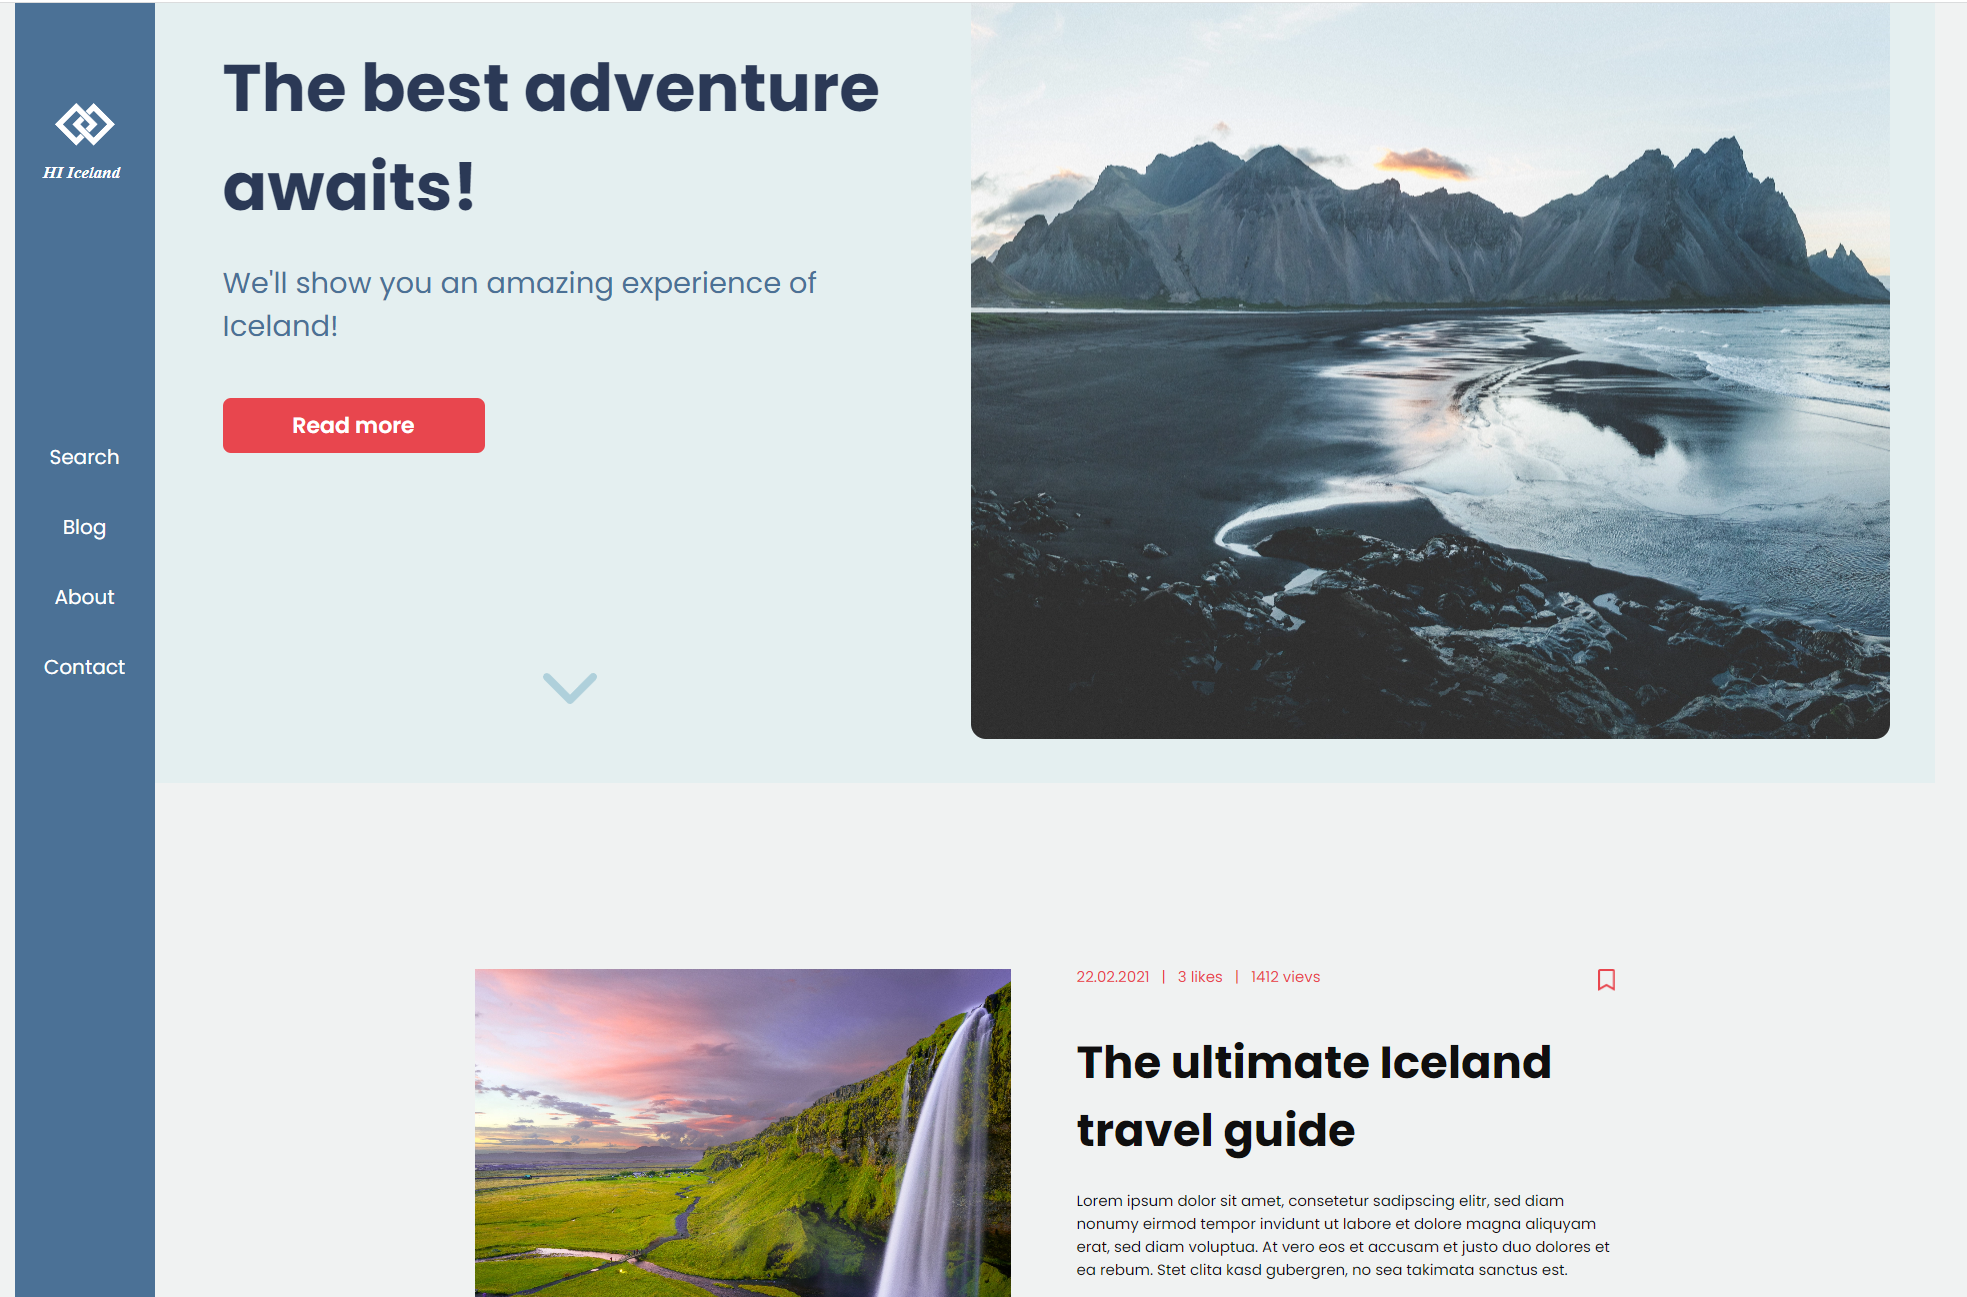 HI Iceland
Search
Blog
About
Contact
The best adventure
awaits!
We'll show you an amazing experience of
Iceland!
Read more
22.02.2021 | 3 likes | 1412 vievs
The ultimate Iceland
travel guide
Lorem ipsum dolor sit amet, consetetur sadipscing elitr, sed diam
nonumy eirmod tempor invidunt ut labore et dolore magna aliquyam
erat, sed diam voluptua. At vero eos et accusam et justo duo dolores et
ea rebum. Stet clita kasd gubergren, no sea takimata sanctus est.